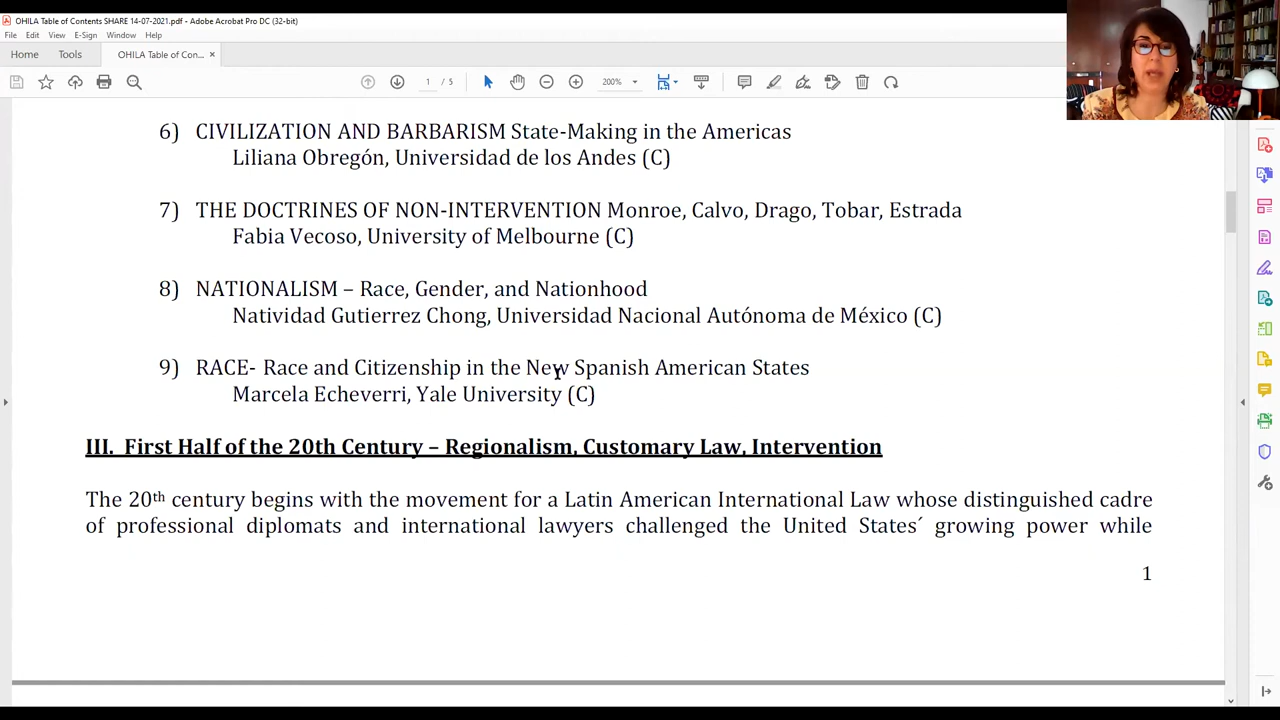 OHILA Table of Contents SHARE 14-07-2021.pdf - Adobe Acrobat Pro DC (32-bit)
File Edit View E-Sign Window Help
Home Tools OHILA Table of Con... ×
1 / 5 200%
6) CIVILIZATION AND BARBARISM State-Making in the Americas
Liliana Obregón, Universidad de los Andes (C)
7) THE DOCTRINES OF NON-INTERVENTION Monroe, Calvo, Drago, Tobar, Estrada
Fabia Vecoso, University of Melbourne (C)
8) NATIONALISM – Race, Gender, and Nationhood
Natividad Gutierrez Chong, Universidad Nacional Autónoma de México (C)
9) RACE- Race and Citizenship in the New Spanish American States
Marcela Echeverri, Yale University (C)
III. First Half of the 20th Century – Regionalism, Customary Law, Intervention
The 20th century begins with the movement for a Latin American International Law whose distinguished cadre
of professional diplomats and international lawyers challenged the United States´ growing power while
1